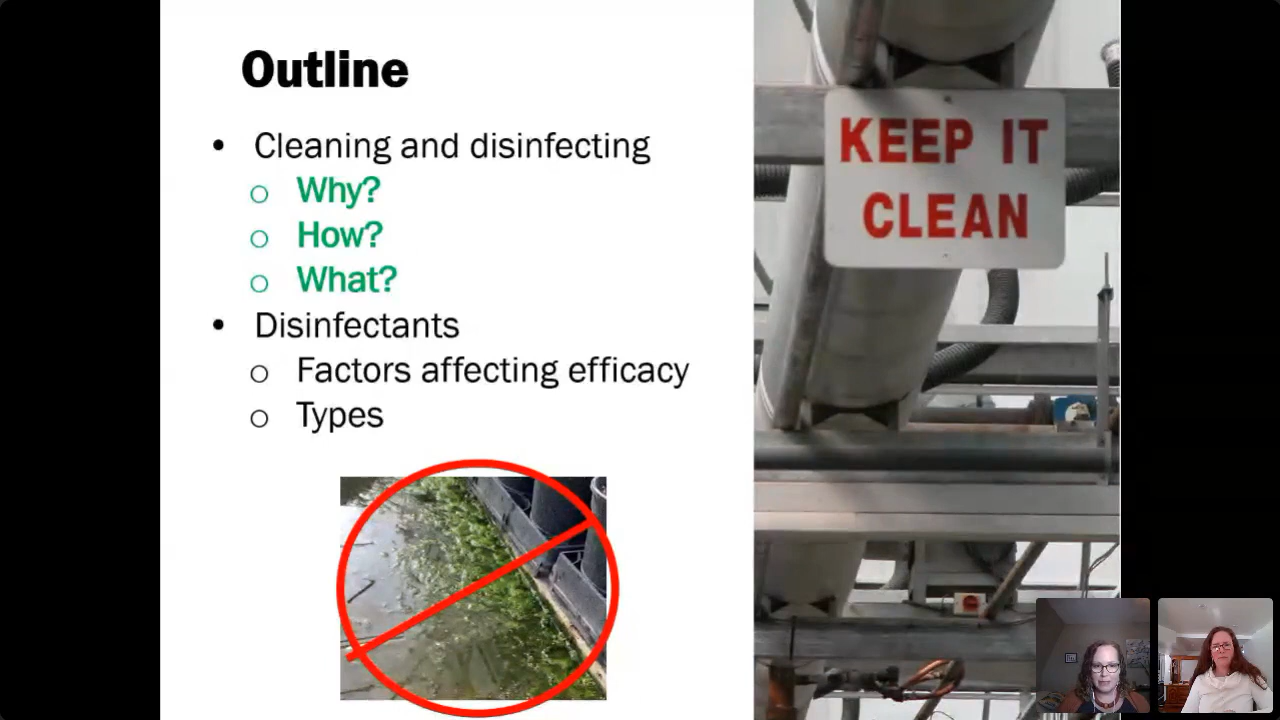 Outline
• Cleaning and disinfecting
o Why?
o How?
o What?
• Disinfectants
o Factors affecting efficacy
o Types
KEEP IT
CLEAN